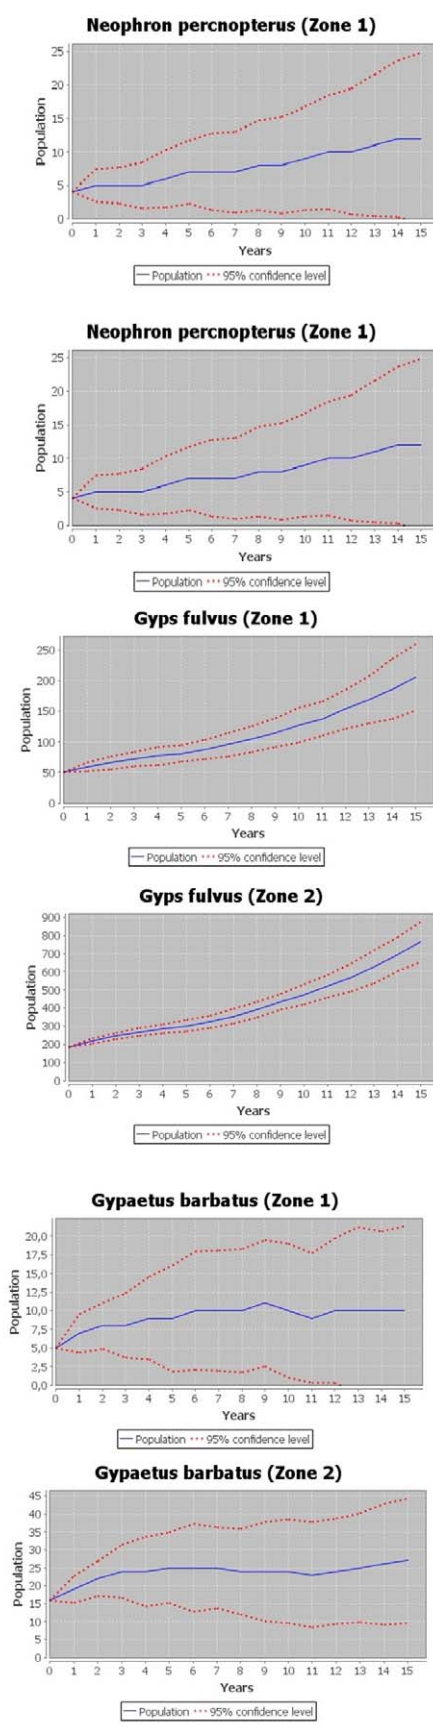 Neophron percnopterus (Zone 1)
25
20
15
10
5
0
Population
0 1 2 3 4 5 6 7 8 9 10 11 12 13 14 15
Years
Population 95% confidence level
Neophron percnopterus (Zone 1)
25
20
15
10
5
0
Population
0 1 2 3 4 5 6 7 8 9 10 11 12 13 14 15
Years
Population 95% confidence level
Gyps fulvus (Zone 1)
250
200
150
100
50
0
Population
0 1 2 3 4 5 6 7 8 9 10 11 12 13 14 15
Years
Population 95% confidence level
Gyps fulvus (Zone 2)
900
800
700
600
500
400
300
200
100
0
Population
0 1 2 3 4 5 6 7 8 9 10 11 12 13 14 15
Years
Population 95% confidence level
Gypaetus barbatus (Zone 1)
20,0
17,5
15,0
12,5
10,0
7,5
5,0
2,5
0,0
Population
0 1 2 3 4 5 6 7 8 9 10 11 12 13 14 15
Years
Population 95% confidence level
Gypaetus barbatus (Zone 2)
45
40
35
30
25
20
15
10
5
0
Population
0 1 2 3 4 5 6 7 8 9 10 11 12 13 14 15
Years
Population 95% confidence level